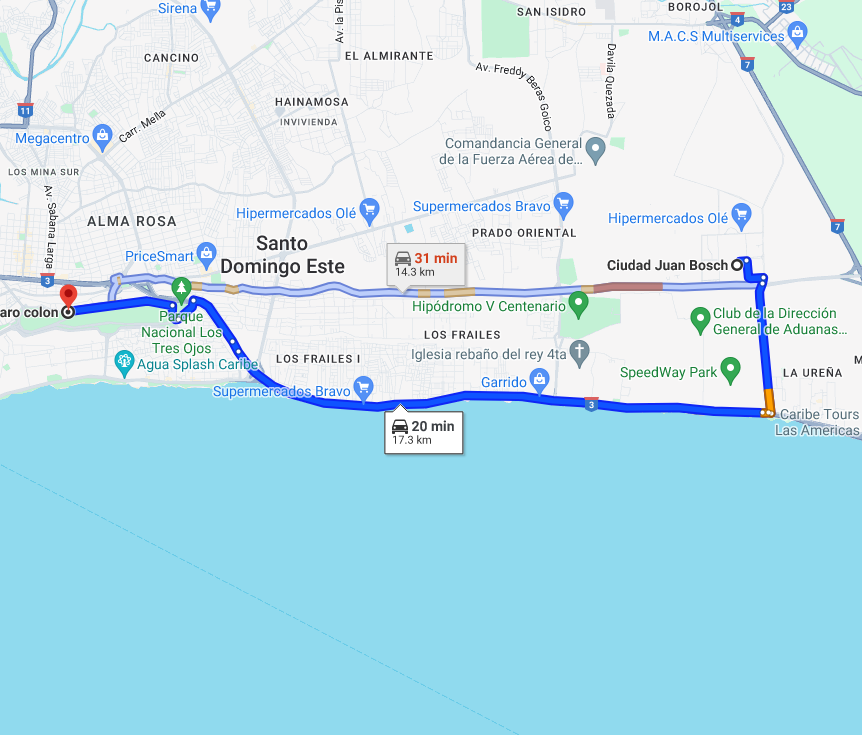 Sirena
Av. la Pis
SAN ISIDRO
BOROJOL
23
4
M.A.C.S Multiservices
7
CANCINO
EL ALMIRANTE
Av. Freddy Beras Goico
Davila Quezada
11
HAINAMOSA
INVIVIENDA
Carr. Mella
Megacentro
Comandancia General
de la Fuerza Aérea de...
LOS MINA SUR
Av. Sabana Larga
ALMA ROSA
Hipermercados Olé
Supermercados Bravo
Hipermercados Olé
7
PRADO ORIENTAL
PriceSmart
Santo
Domingo Este
31 min
14.3 km
Ciudad Juan Bosch
3
aro colon
Parque
Nacional Los
Tres Ojos
Hipódromo V Centenario
Club de la Dirección
General de Aduanas...
LOS FRAILES
LOS FRAILES I
Iglesia rebaño del rey 4ta
Agua Splash Caribe
SpeedWay Park
LA UREÑA
M
Supermercados Bravo
Garrido
3
20 min
17.3 km
Caribe Tours
Las Americas